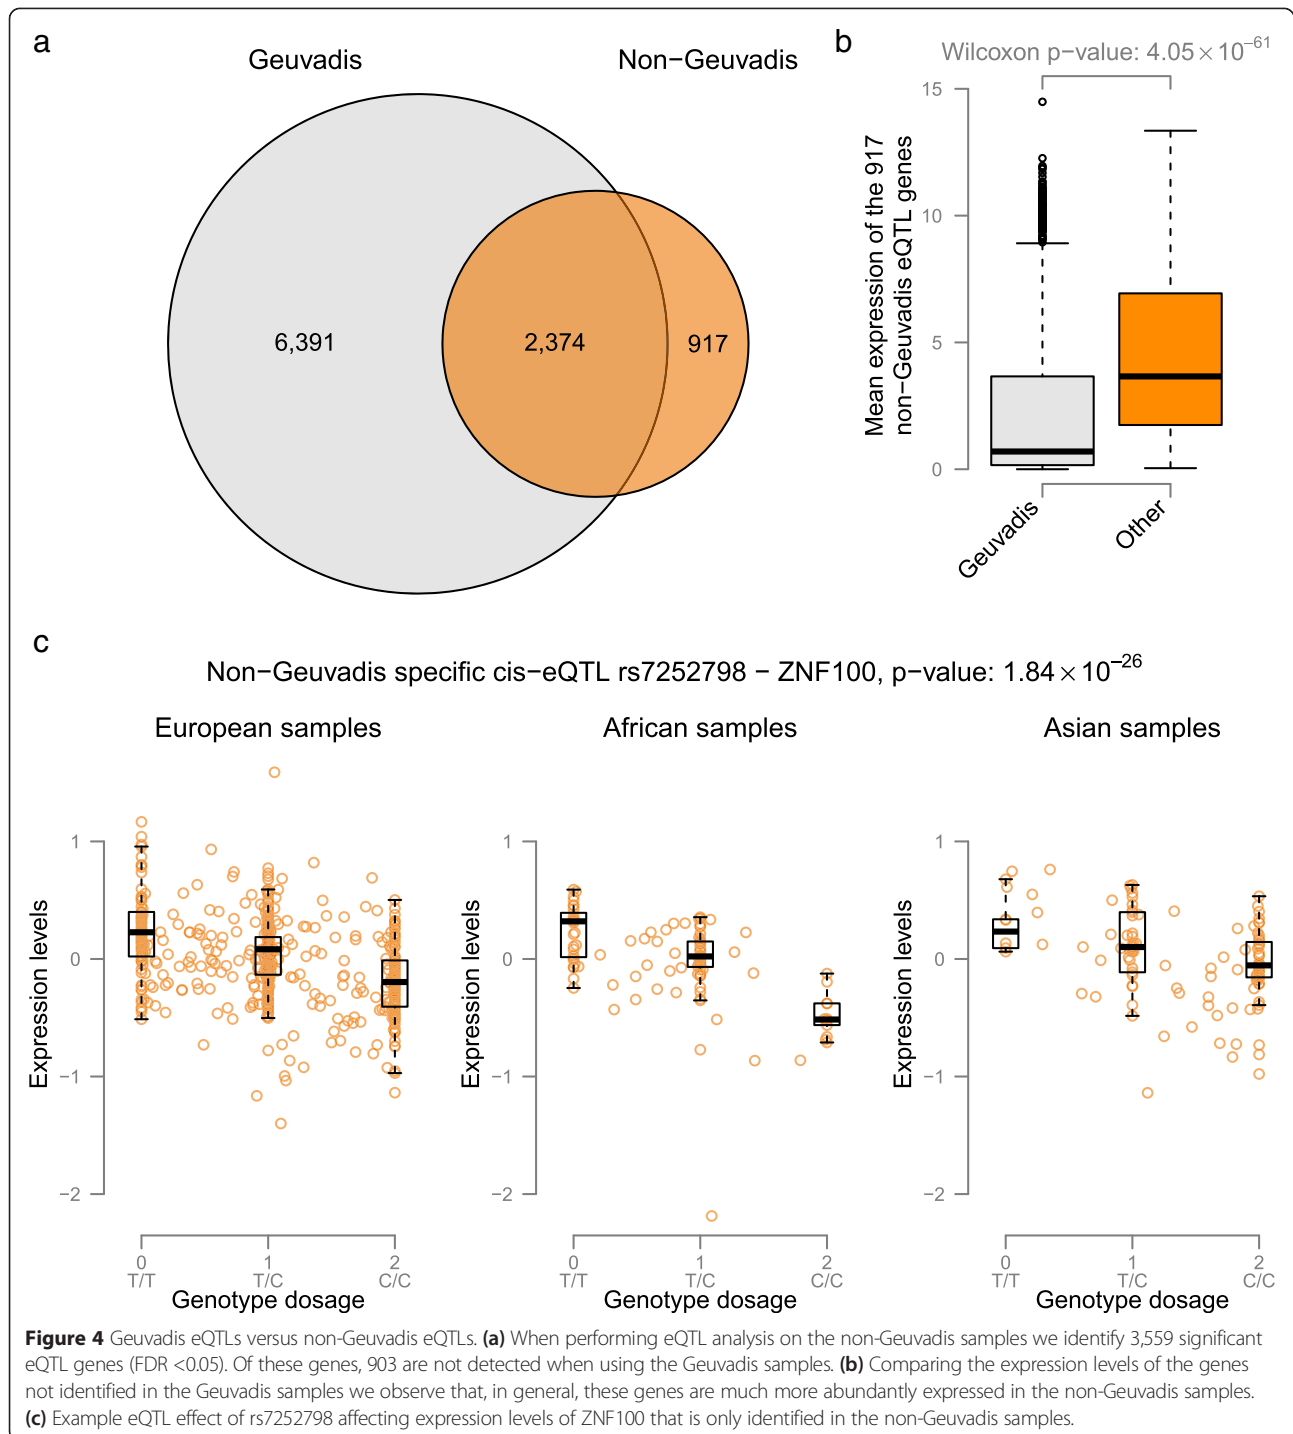 a
Geuvadis
Non−Geuvadis
6,391
2,374
917
b
Wilcoxon p−value: 4.05×10−61
Mean expression of the 917
non−Geuvadis eQTL genes
15
10
5
0
Geuvadis
Other
c
Non−Geuvadis specific cis−eQTL rs7252798 − ZNF100, p−value: 1.84×10−26
European samples
Expression levels
1
0
−1
−2
0
1
2
T/T
T/C
C/C
Genotype dosage
African samples
Expression levels
1
0
−1
−2
0
1
2
T/T
T/C
C/C
Genotype dosage
Asian samples
Expression levels
1
0
−1
−2
0
1
2
T/T
T/C
C/C
Genotype dosage
Figure 4 Geuvadis eQTLs versus non-Geuvadis eQTLs. (a) When performing eQTL analysis on the non-Geuvadis samples we identify 3,559 significant
eQTL genes (FDR <0.05). Of these genes, 903 are not detected when using the Geuvadis samples. (b) Comparing the expression levels of the genes
not identified in the Geuvadis samples we observe that, in general, these genes are much more abundantly expressed in the non-Geuvadis samples.
(c) Example eQTL effect of rs7252798 affecting expression levels of ZNF100 that is only identified in the non-Geuvadis samples.